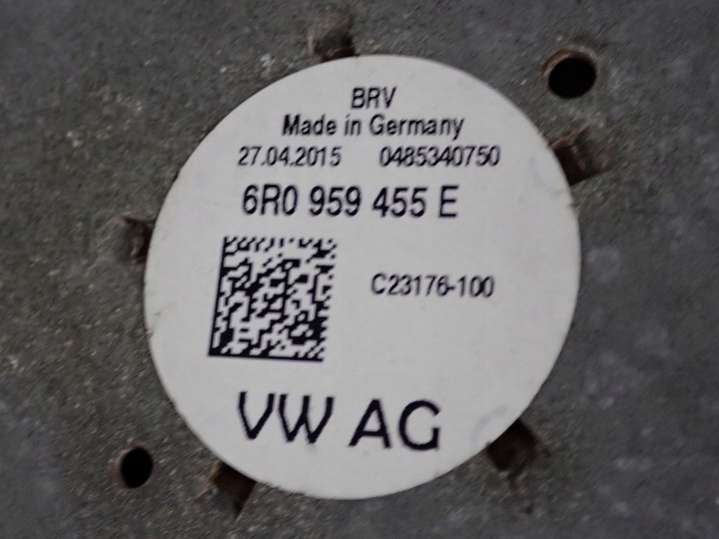 BRV
Made in Germany
27.04.2015 0485340750
6R0 959 455 E
C23176-100
VW AG